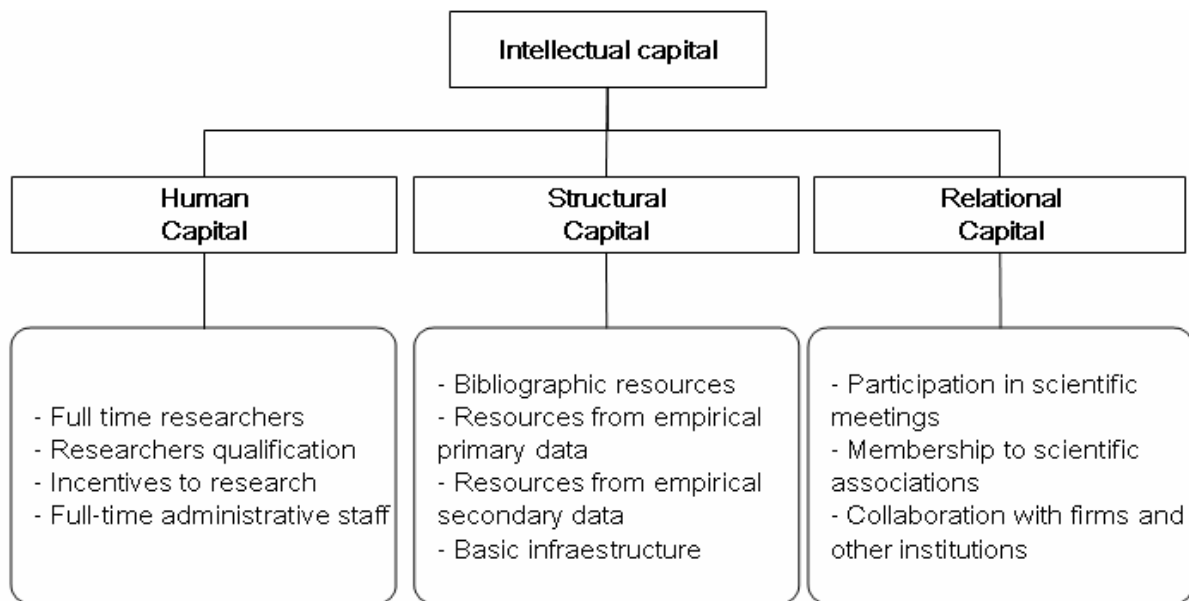 Intellectual capital
Human
Capital
Structural
Capital
Relational
Capital
- Full time researchers
- Researchers qualification
- Incentives to research
- Full-time administrative staff
- Bibliographic resources
- Resources from empirical
primary data
- Resources from empirical
secondary data
- Basic infraestructure
- Participation in scientific
meetings
- Membership to scientific
associations
- Collaboration with firms and
other institutions